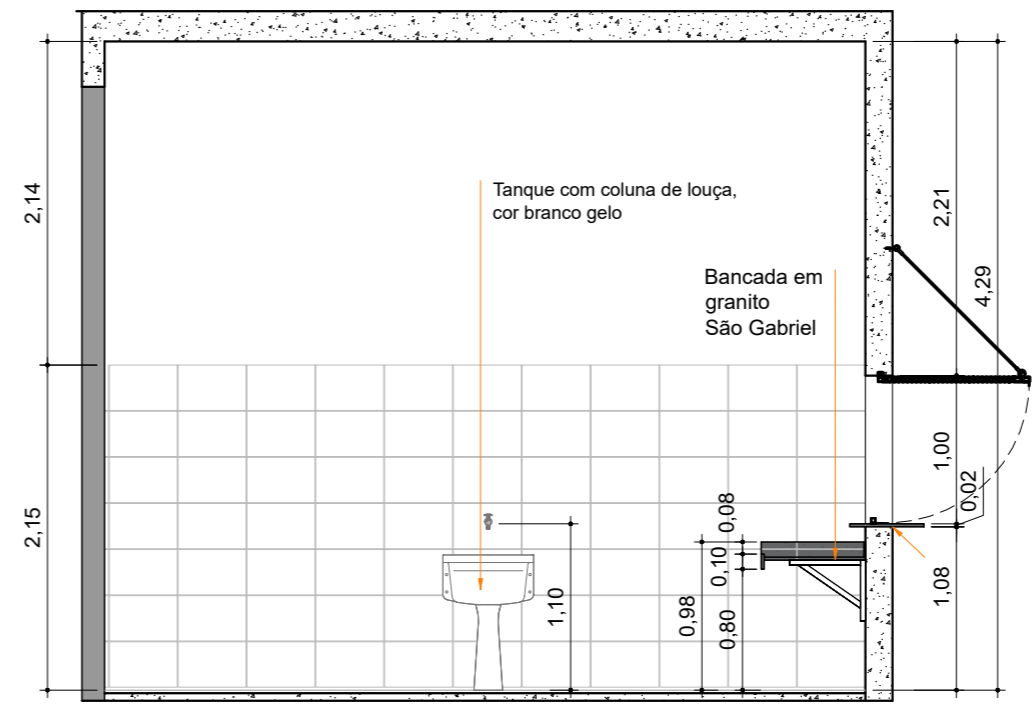 2,14
2,15
Tanque com coluna de louça,
cor branco gelo
Bancada em
granito
São Gabriel
2,21
4,29
1,00
0,02
1,08
0,08
0,10
0,98
0,80
1,10